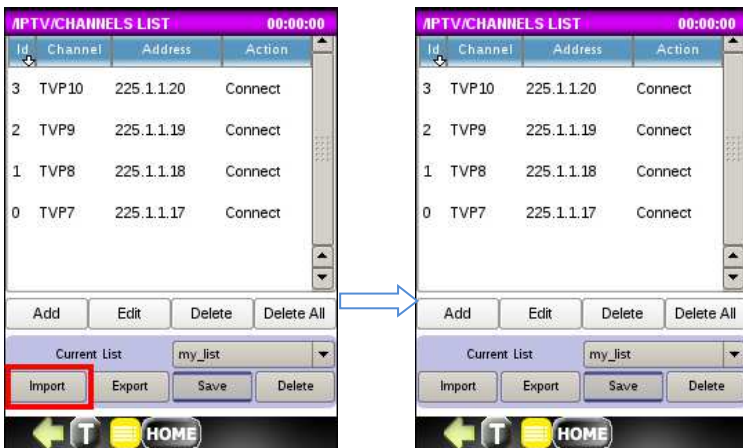 /IPTV/CHANNELS LIST 00:00:00
Id Channel Address Action
3 TVP10 225.1.1.20 Connect
2 TVP9 225.1.1.19 Connect
1 TVP8 225.1.1.18 Connect
0 TVP7 225.1.1.17 Connect
Add Edit Delete Delete All
Current List my_list
Import Export Save Delete
T HOME
/IPTV/CHANNELS LIST 00:00:00
Id Channel Address Action
3 TVP10 225.1.1.20 Connect
2 TVP9 225.1.1.19 Connect
1 TVP8 225.1.1.18 Connect
0 TVP7 225.1.1.17 Connect
Add Edit Delete Delete All
Current List my_list
Import Export Save Delete
T HOME